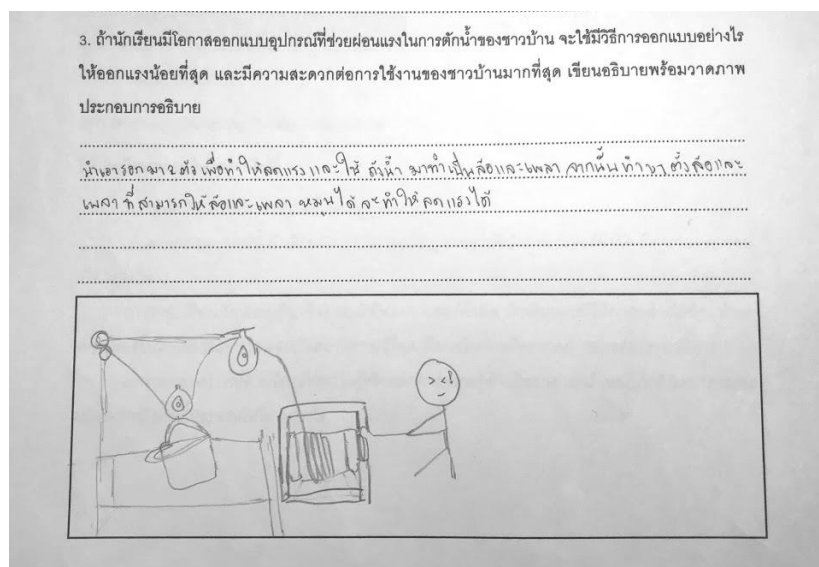 3. ถ้านักเรียนมีโอกาสออกแบบอุปกรณ์ที่ช่วยผ่อนแรงในการตักน้ำของชาวบ้าน จะใช้มีวิธีการออกแบบอย่างไร
ให้ออกแรงน้อยที่สุด และมีความสะดวกต่อการใช้งานของชาวบ้านมากที่สุด เขียนอธิบายพร้อมวาดภาพ
ประกอบการอธิบาย
นำเอารอกมา 2 ตัว เพื่อทำให้ลดแรง และใช้ ถังน้ำ มาทำเป็นล้อและเพลา จากนั้นทำขาตั้งล้อและ
เพลา ที่สามารถให้ล้อและเพลา หมุนได้ จะทำให้ลดแรงได้